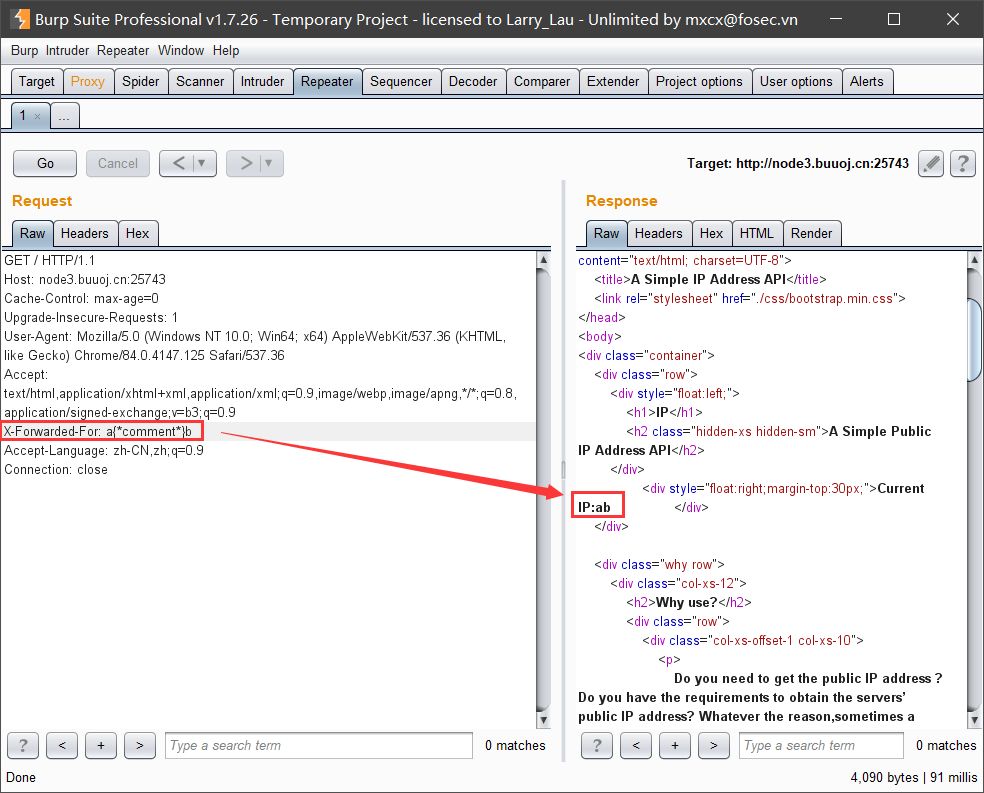 Burp Suite Professional v1.7.26 - Temporary Project - licensed to Larry_Lau - Unlimited by mxcx@fosec.vn
Burp Intruder Repeater Window Help
Target Proxy Spider Scanner Intruder Repeater Sequencer Decoder Comparer Extender Project options User options Alerts
1 × ...
Go Cancel < ▼ > ▼ Target: http://node3.buuoj.cn:25743 ?
Request
Raw Headers Hex
GET / HTTP/1.1
Host: node3.buuoj.cn:25743
Cache-Control: max-age=0
Upgrade-Insecure-Requests: 1
User-Agent: Mozilla/5.0 (Windows NT 10.0; Win64; x64) AppleWebKit/537.36 (KHTML,
like Gecko) Chrome/84.0.4147.125 Safari/537.36
Accept:
text/html,application/xhtml+xml,application/xml;q=0.9,image/webp,image/apng,*/*;q=0.8,
application/signed-exchange;v=b3;q=0.9
X-Forwarded-For: a{*comment*}b
Accept-Language: zh-CN,zh;q=0.9
Connection: close
? < + > Type a search term 0 matches
Response
Raw Headers Hex HTML Render
content="text/html; charset=UTF-8">
<title>A Simple IP Address API</title>
<link rel="stylesheet" href="./css/bootstrap.min.css">
</head>
<body>
<div class="container">
<div class="row">
<div style="float:left;">
<h1>IP</h1>
<h2 class="hidden-xs hidden-sm">A Simple Public
IP Address API</h2>
</div>
<div style="float:right;margin-top:30px;">Current
IP:ab </div>
</div>
<div class="why row">
<div class="col-xs-12">
<h2>Why use?</h2>
<div class="row">
<div class="col-xs-offset-1 col-xs-10">
<p>
Do you need to get the public IP address ?
Do you have the requirements to obtain the servers’
public IP address? Whatever the reason,sometimes a
? < + > Type a search term 0 matches
Done 4,090 bytes | 91 millis